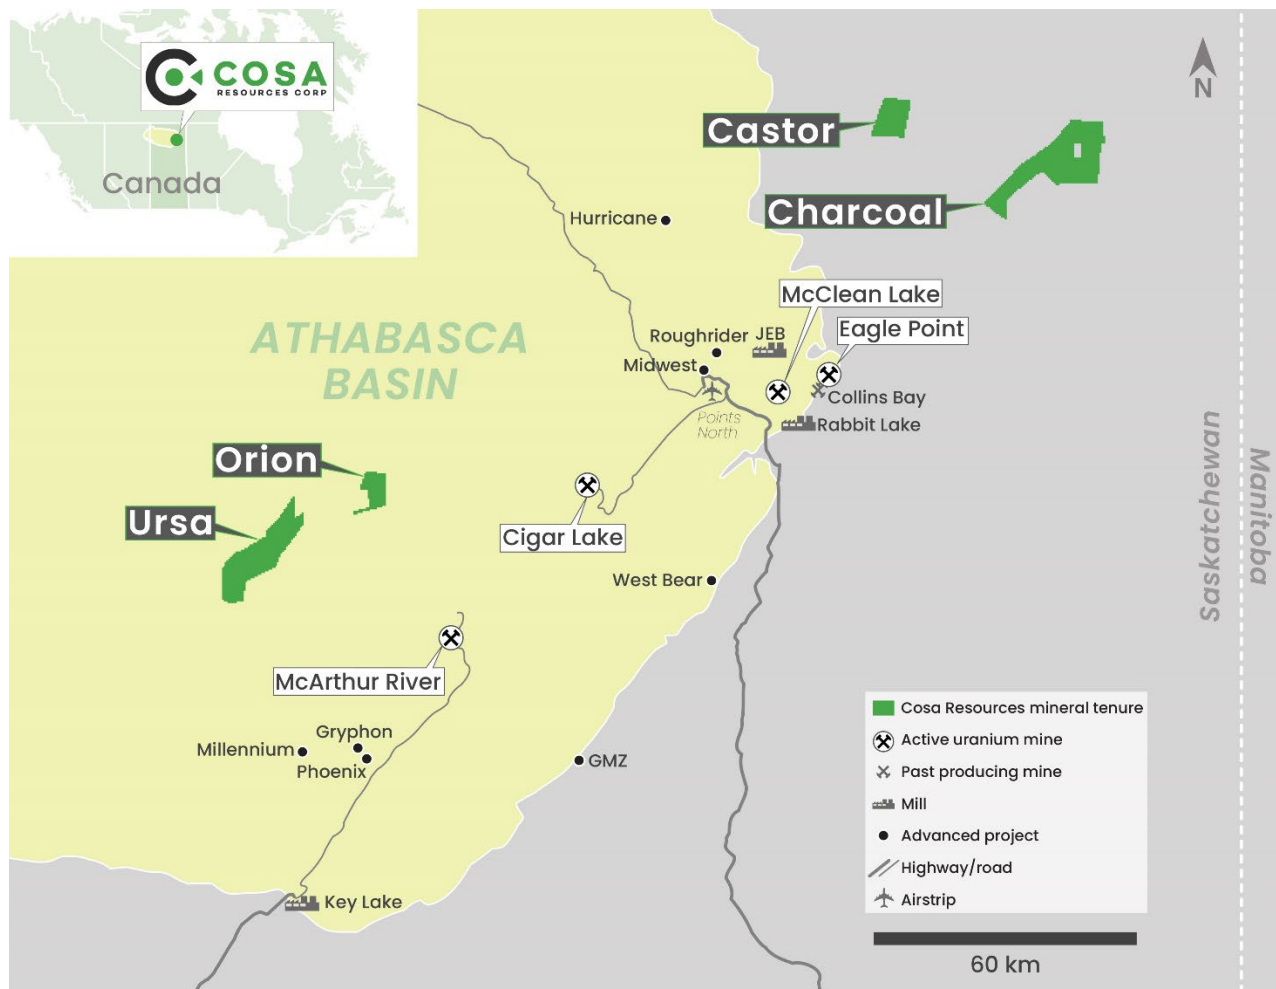 COSA
RESOURCES CORP
Canada
N
Castor
Charcoal
Hurricane
McClean Lake
Eagle Point
ATHABASCA
BASIN
Roughrider
JEB
Midwest
Collins Bay
Points
North
Rabbit Lake
Orion
Ursa
Cigar Lake
West Bear
Saskatchewan
Manitoba
McArthur River
Gryphon
Millennium
Phoenix
GMZ
Key Lake
Cosa Resources mineral tenure
Active uranium mine
Past producing mine
Mill
Advanced project
Highway/road
Airstrip
60 km